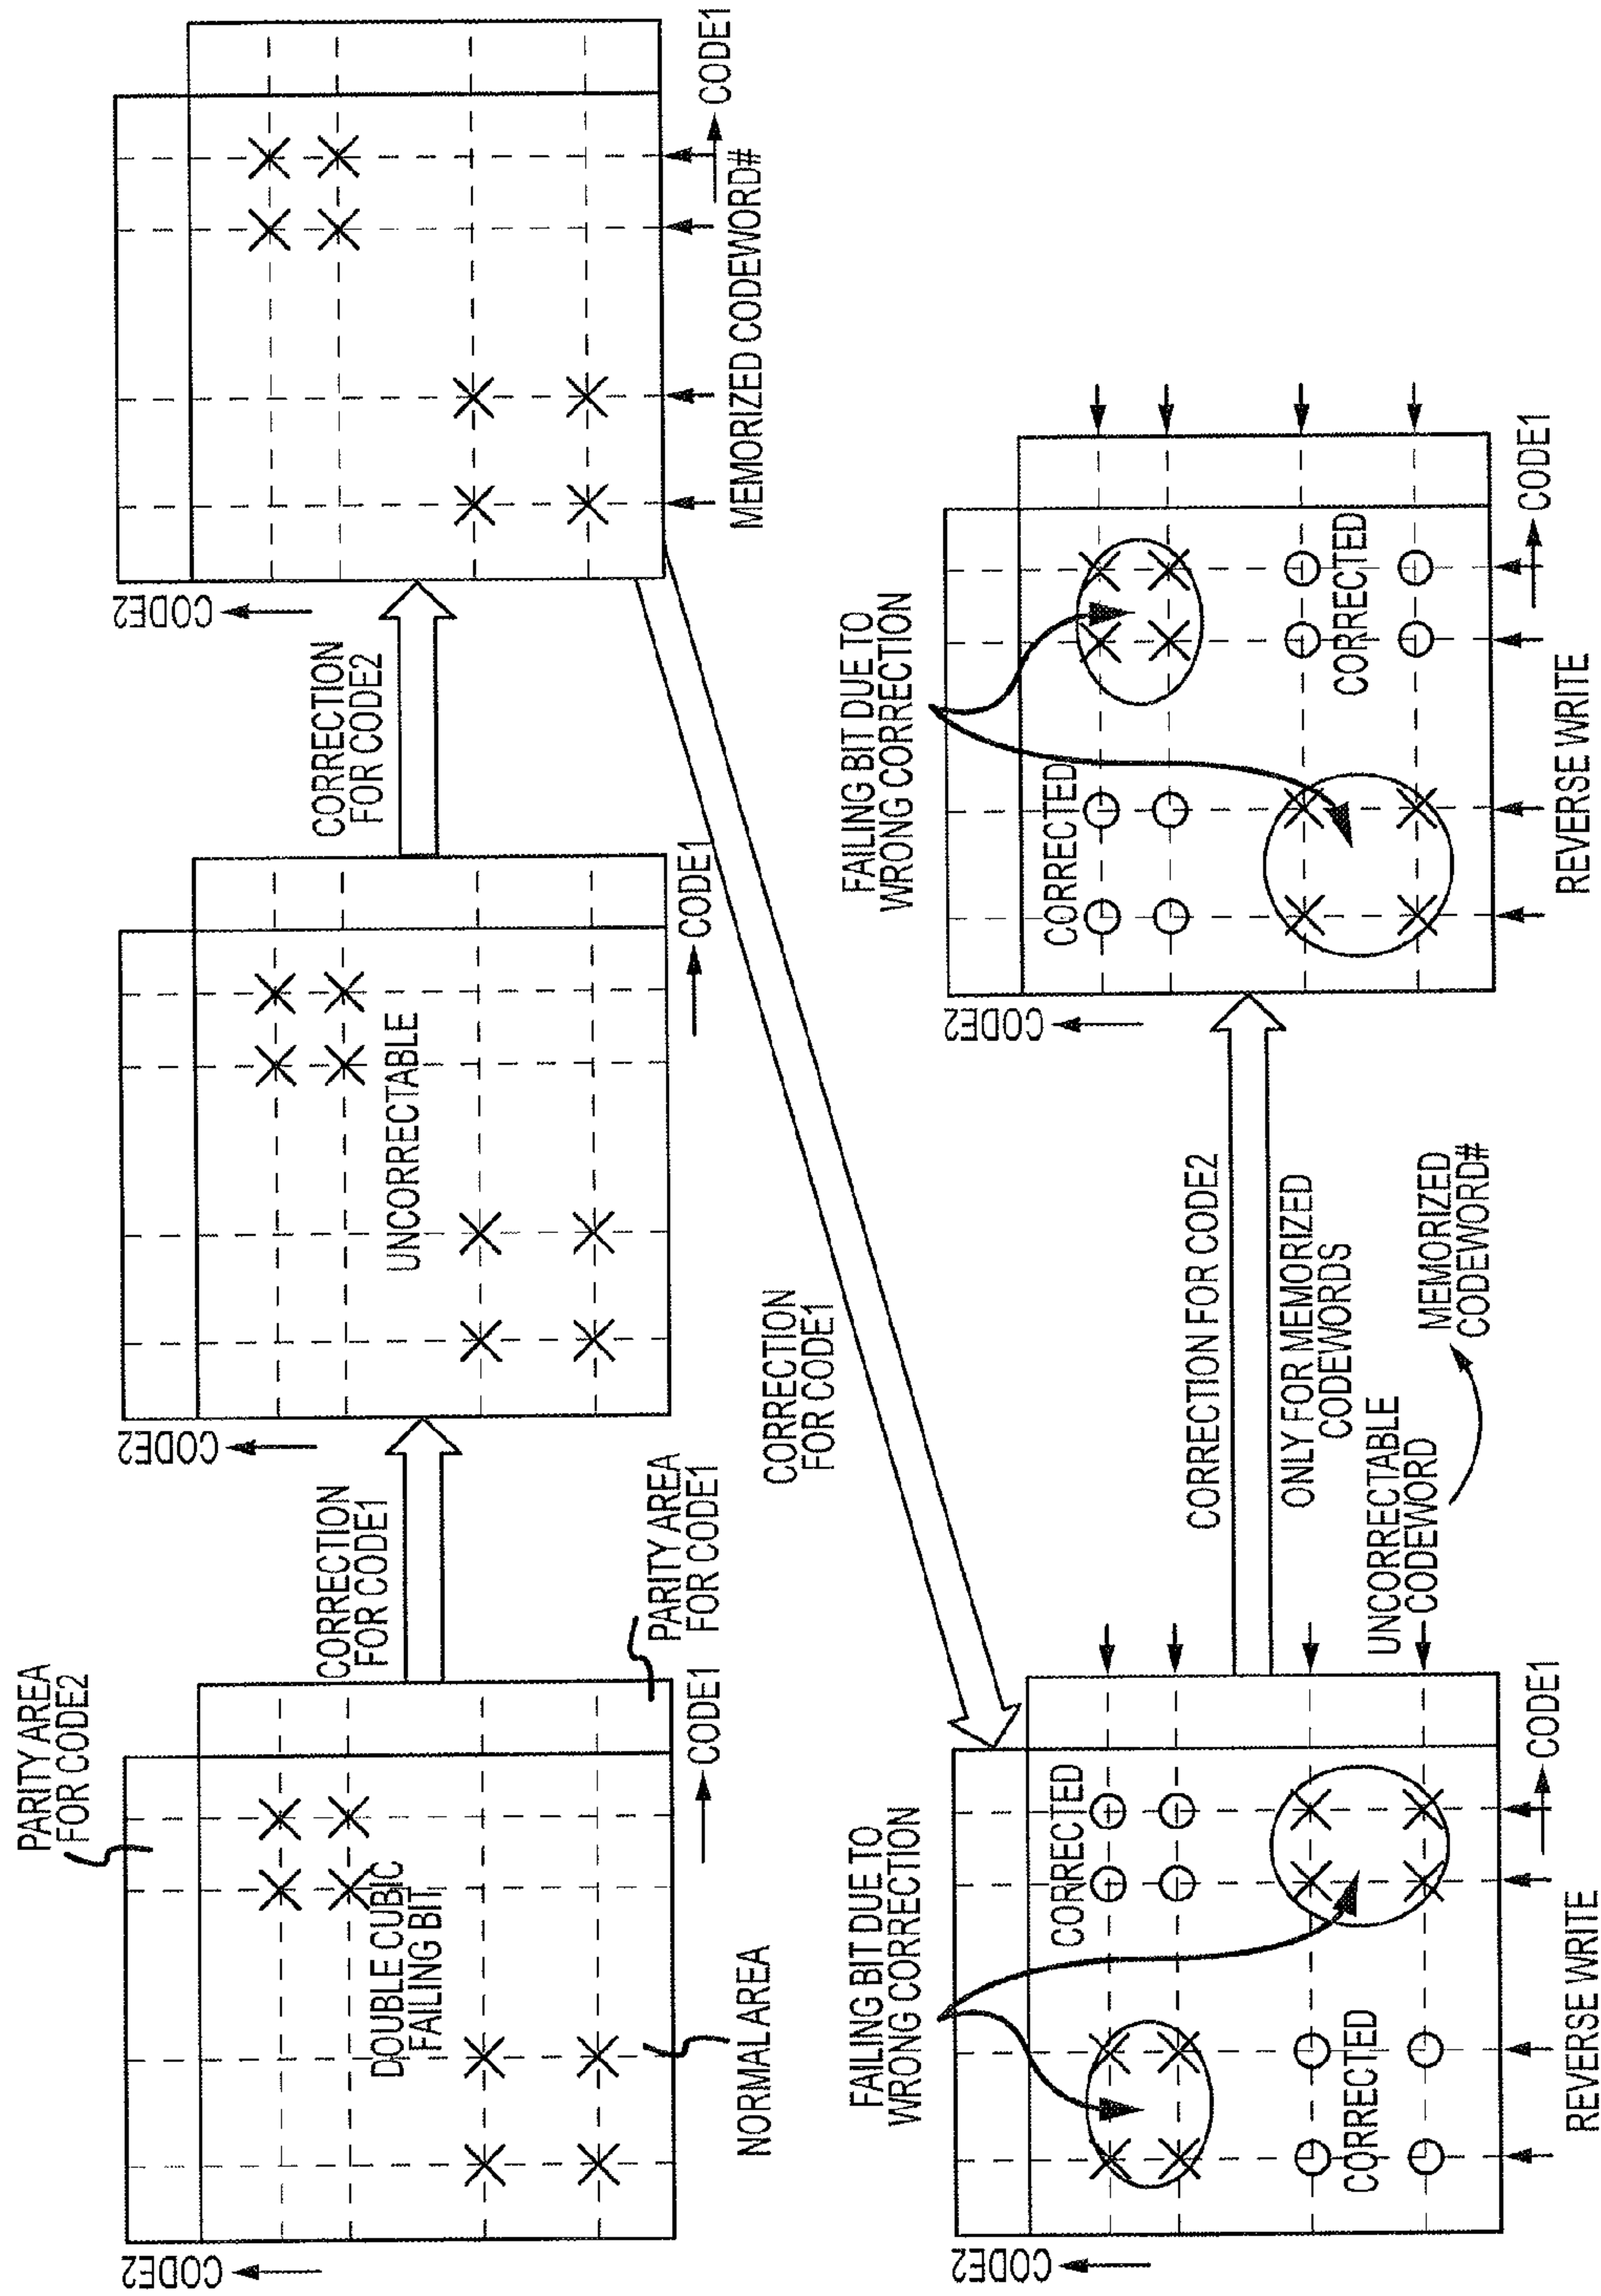 PARITY AREA
FOR CODE2
CODE2
DOUBLE CUBIC
FAILING BIT
NORMAL AREA
CODE1
PARITY AREA
FOR CODE1
CORRECTION
FOR CODE1
CODE2
UNCORRECTABLE
CODE1
CORRECTION
FOR CODE2
CODE2
CODE1
MEMORIZED CODEWORD#
CORRECTION
FOR CODE1
FAILING BIT DUE TO
WRONG CORRECTION
CODE2
CORRECTED
CORRECTED
CODE1
REVERSE WRITE
CORRECTION FOR CODE2
ONLY FOR MEMORIZED
CODEWORDS
UNCORRECTABLE
CODEWORD
MEMORIZED
CODEWORD#
FAILING BIT DUE TO
WRONG CORRECTION
CODE2
CORRECTED
CORRECTED
CODE1
REVERSE WRITE